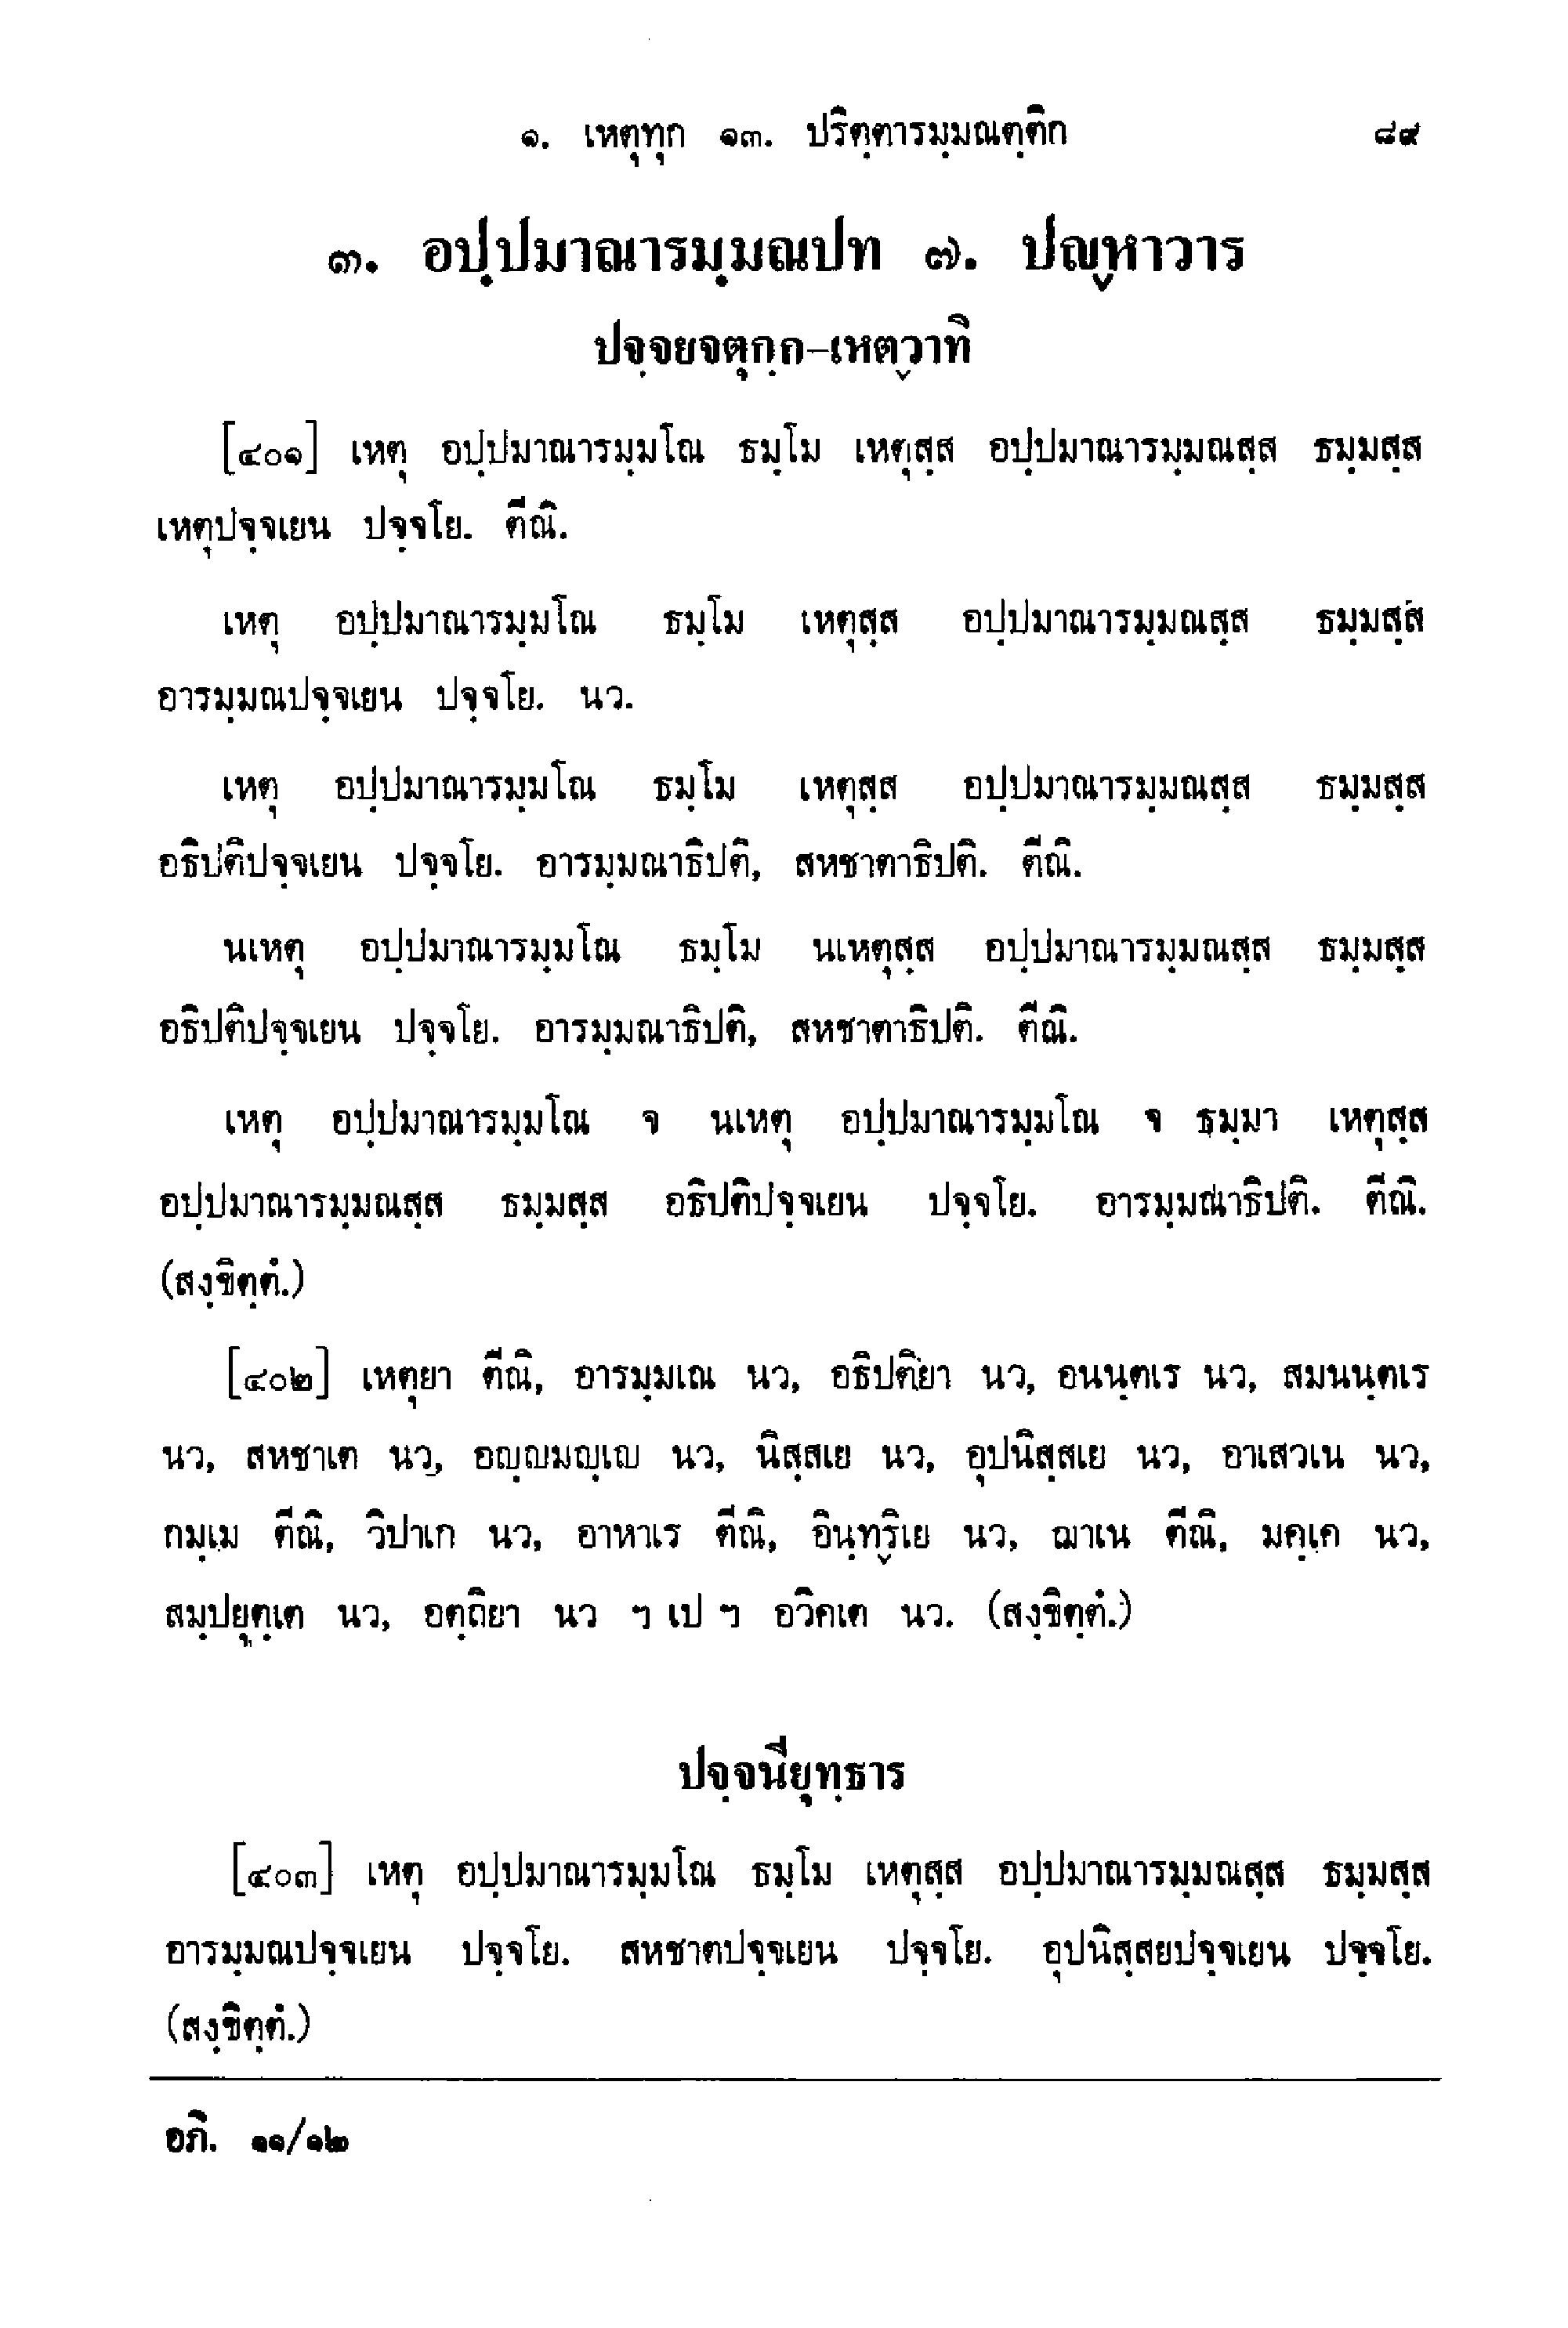 ๑. เหตุทุก ๑๓. ปริตฺตารมฺมณตฺติก ๘๙
๓. อปฺปมาณารมฺมณปท ๗. ปญฺหาวาร
ปจฺจยจตุกฺก-เหตฺวาทิ
[๔๐๑] เหตุ อปฺปมาณารมฺมโณ ธมฺโม เหตุสฺส อปฺปมาณารมฺมณสฺส ธมฺมสฺส
เหตุปจฺจเยน ปจฺจโย. ตีณิ.
เหตุ อปฺปมาณารมฺมโณ ธมฺโม เหตุสฺส อปฺปมาณารมฺมณสฺส ธมฺมสฺส
อารมฺมณปจฺจเยน ปจฺจโย. นว.
เหตุ อปฺปมาณารมฺมโณ ธมฺโม เหตุสฺส อปฺปมาณารมฺมณสฺส ธมฺมสฺส
อธิปติปจฺจเยน ปจฺจโย. อารมฺมณาธิปติ, สหชาตาธิปติ. ตีณิ.
นเหตุ อปฺปมาณารมฺมโณ ธมฺโม นเหตุสฺส อปฺปมาณารมฺมณสฺส ธมฺมสฺส
อธิปติปจฺจเยน ปจฺจโย. อารมฺมณาธิปติ, สหชาตาธิปติ. ตีณิ.
เหตุ อปฺปมาณารมฺมโณ จ นเหตุ อปฺปมาณารมฺมโณ จ ธมฺมา เหตุสฺส
อปฺปมาณารมฺมณสฺส ธมฺมสฺส อธิปติปจฺจเยน ปจฺจโย. อารมฺมณาธิปติ. ตีณิ.
(สงฺขิตฺตํ.)
[๔๐๒] เหตุยา ตีณิ, อารมฺมเณ นว, อธิปติยา นว, อนนฺตเร นว, สมนนฺตเร
นว, สหชาเต นว, อญฺญมญฺเญ นว, นิสฺสเย นว, อุปนิสฺสเย นว, อาเสวเน นว,
กมฺเม ตีณิ, วิปาเก นว, อาหาเร ตีณิ, อินฺทฺริเย นว, ฌาเน ตีณิ, มคฺเค นว,
สมฺปยุตฺเต นว, อตฺถิยา นว ฯ เป ฯ อวิคเต นว. (สงฺขิตฺตํ.)
ปจฺจนียุทฺธาร
[๔๐๓] เหตุ อปฺปมาณารมฺมโณ ธมฺโม เหตุสฺส อปฺปมาณารมฺมณสฺส ธมฺมสฺส
อารมฺมณปจฺจเยน ปจฺจโย. สหชาตปจฺจเยน ปจฺจโย. อุปนิสฺสยปจฺจเยน ปจฺจโย.
(สงฺขิตฺตํ.)
อภิ. ๑๑/๑๒